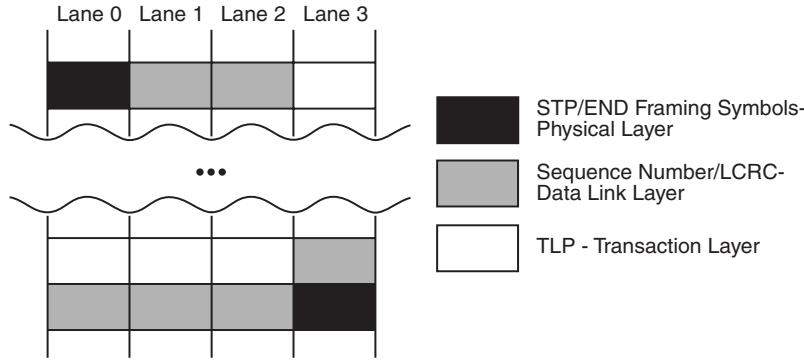 Lane 0 Lane 1 Lane 2 Lane 3
STP/END Framing Symbols-
Physical Layer
Sequence Number/LCRC-
Data Link Layer
TLP - Transaction Layer